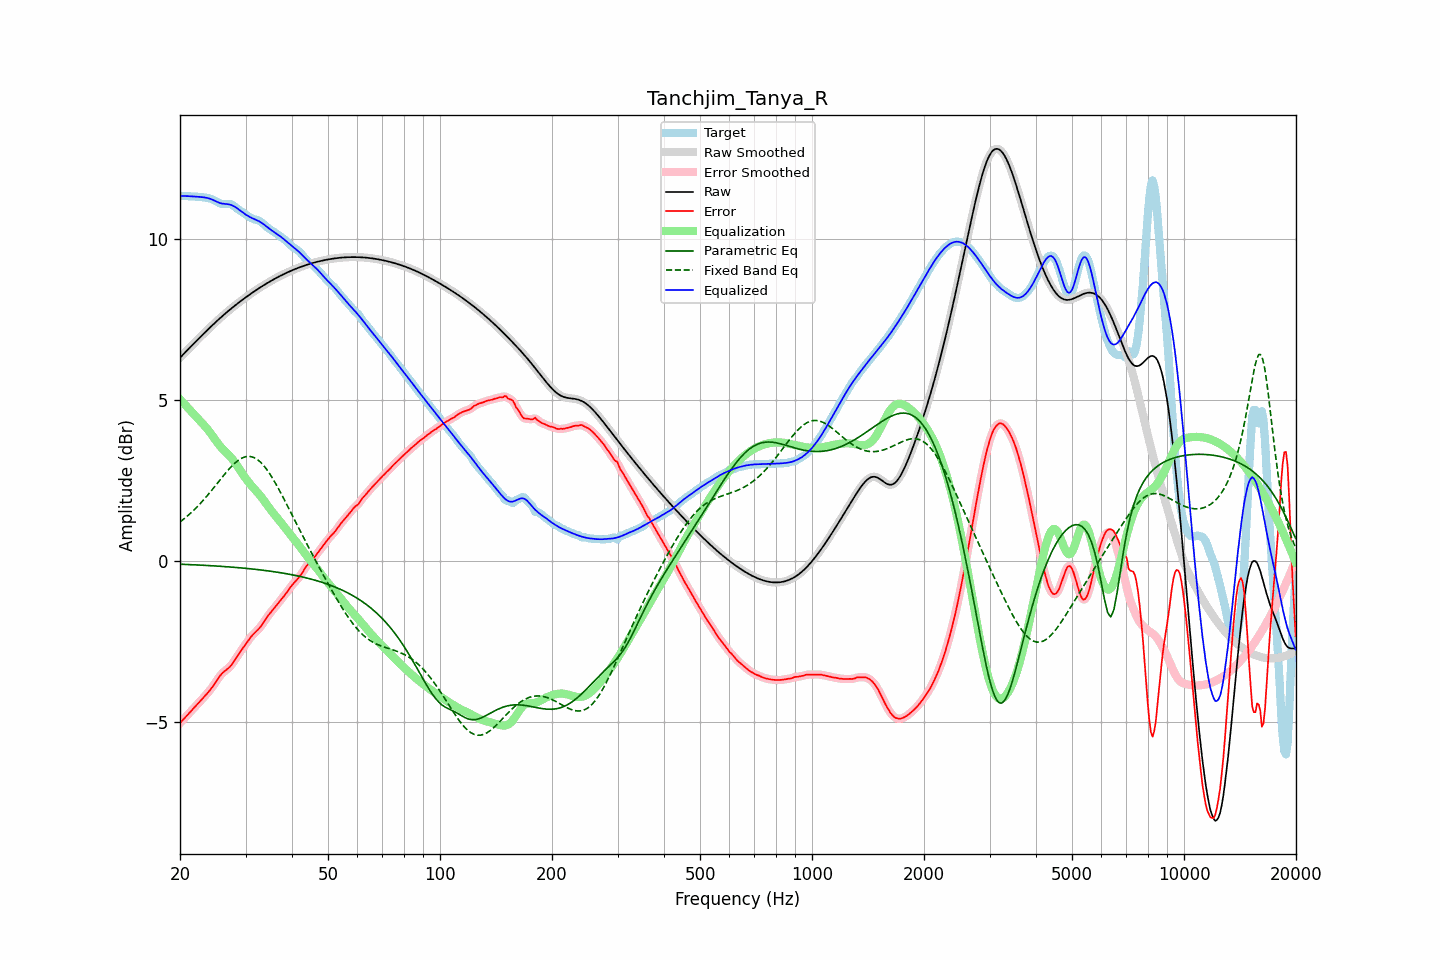 Tanchjim_Tanya_R
Target
Raw Smoothed
Error Smoothed
Raw
Error
Equalization
Parametric Eq
Fixed Band Eq
Equalized
Amplitude (dBr)
10
5
0
−5
20
50
100
200
500
1000
2000
5000
10000
20000
Frequency (Hz)